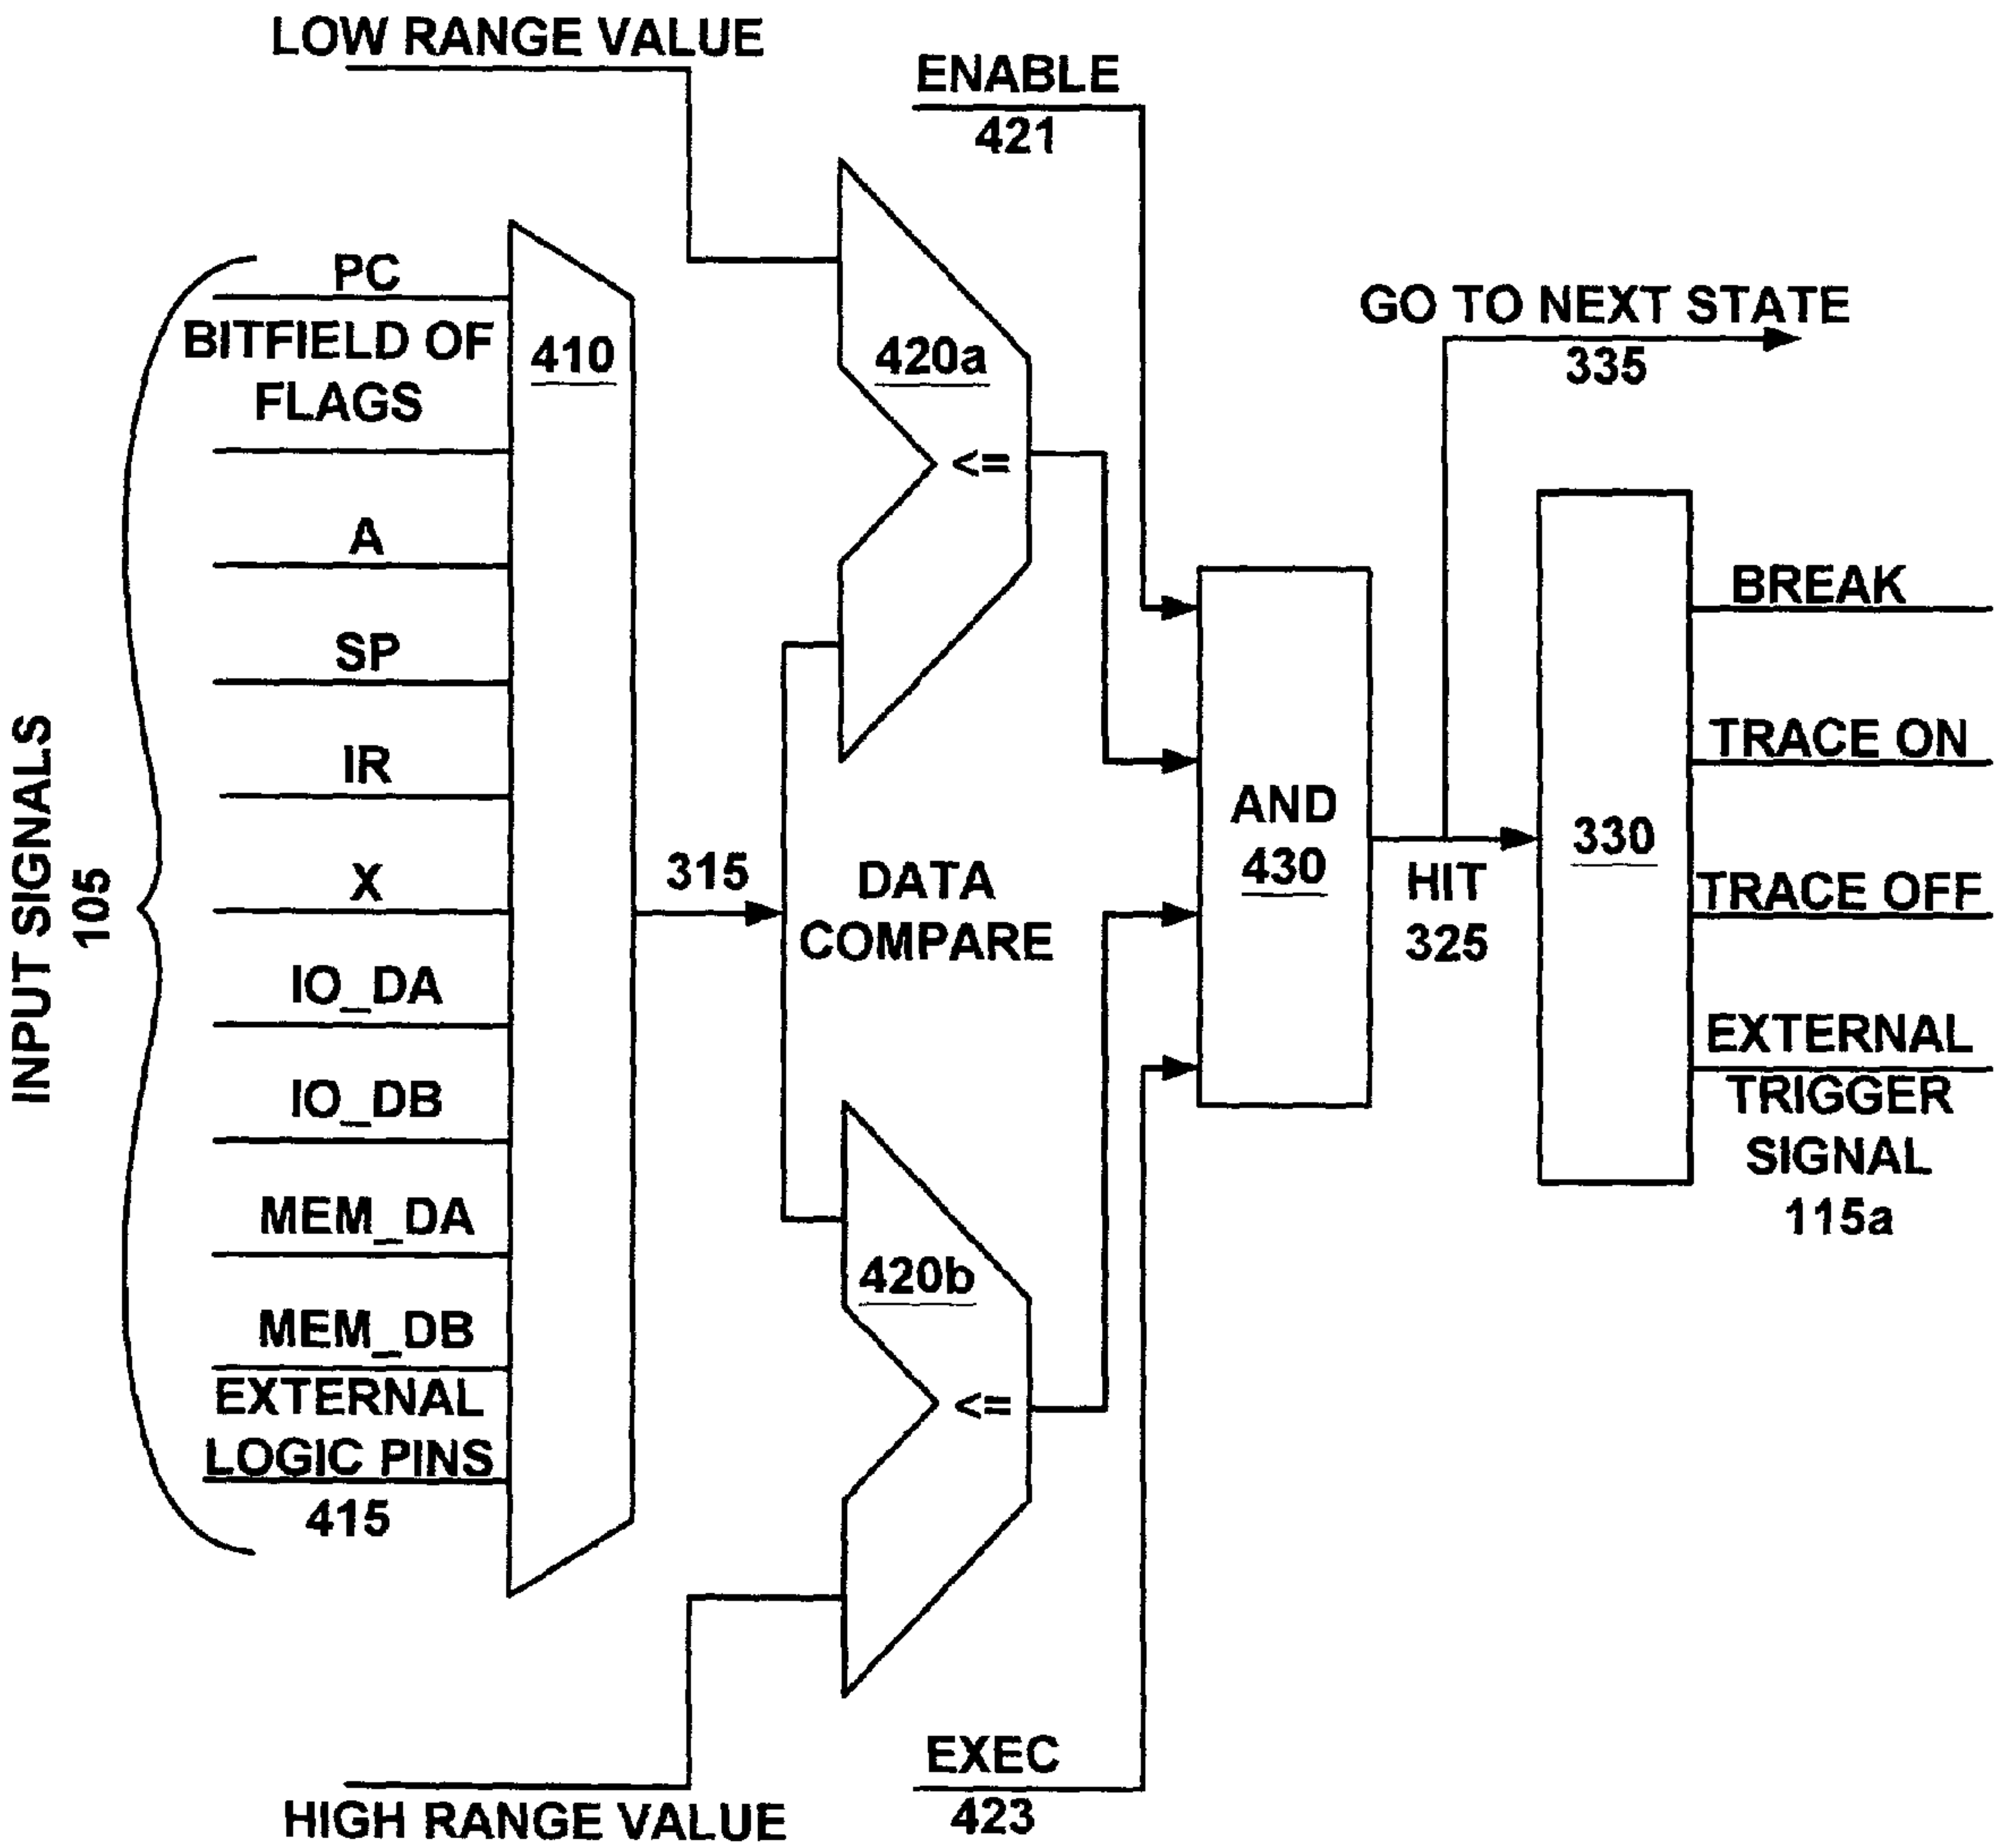 LOW RANGE VALUE
ENABLE
421
PC
BITFIELD OF
FLAGS
A
SP
IR
X
IO_DA
IO_DB
MEM_DA
MEM_DB
EXTERNAL
LOGIC PINS
415
INPUT SIGNALS
105
410
315
420a
<=
DATA
COMPARE
420b
<=
HIGH RANGE VALUE
EXEC
423
AND
430
GO TO NEXT STATE
335
HIT
325
330
BREAK
TRACE ON
TRACE OFF
EXTERNAL
TRIGGER
SIGNAL
115a